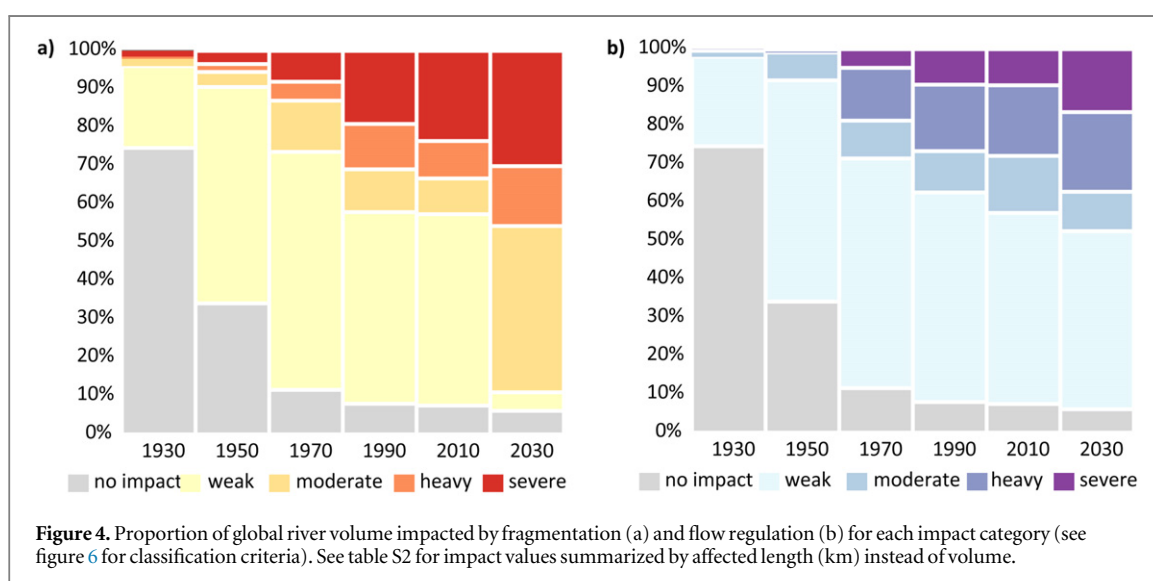 a)
100%
90%
80%
70%
60%
50%
40%
30%
20%
10%
0%
1930 1950 1970 1990 2010 2030
no impact weak moderate heavy severe
b)
100%
90%
80%
70%
60%
50%
40%
30%
20%
10%
0%
1930 1950 1970 1990 2010 2030
no impact weak moderate heavy severe
Figure 4. Proportion of global river volume impacted by fragmentation (a) and flow regulation (b) for each impact category (see
figure 6 for classification criteria). See table S2 for impact values summarized by affected length (km) instead of volume.